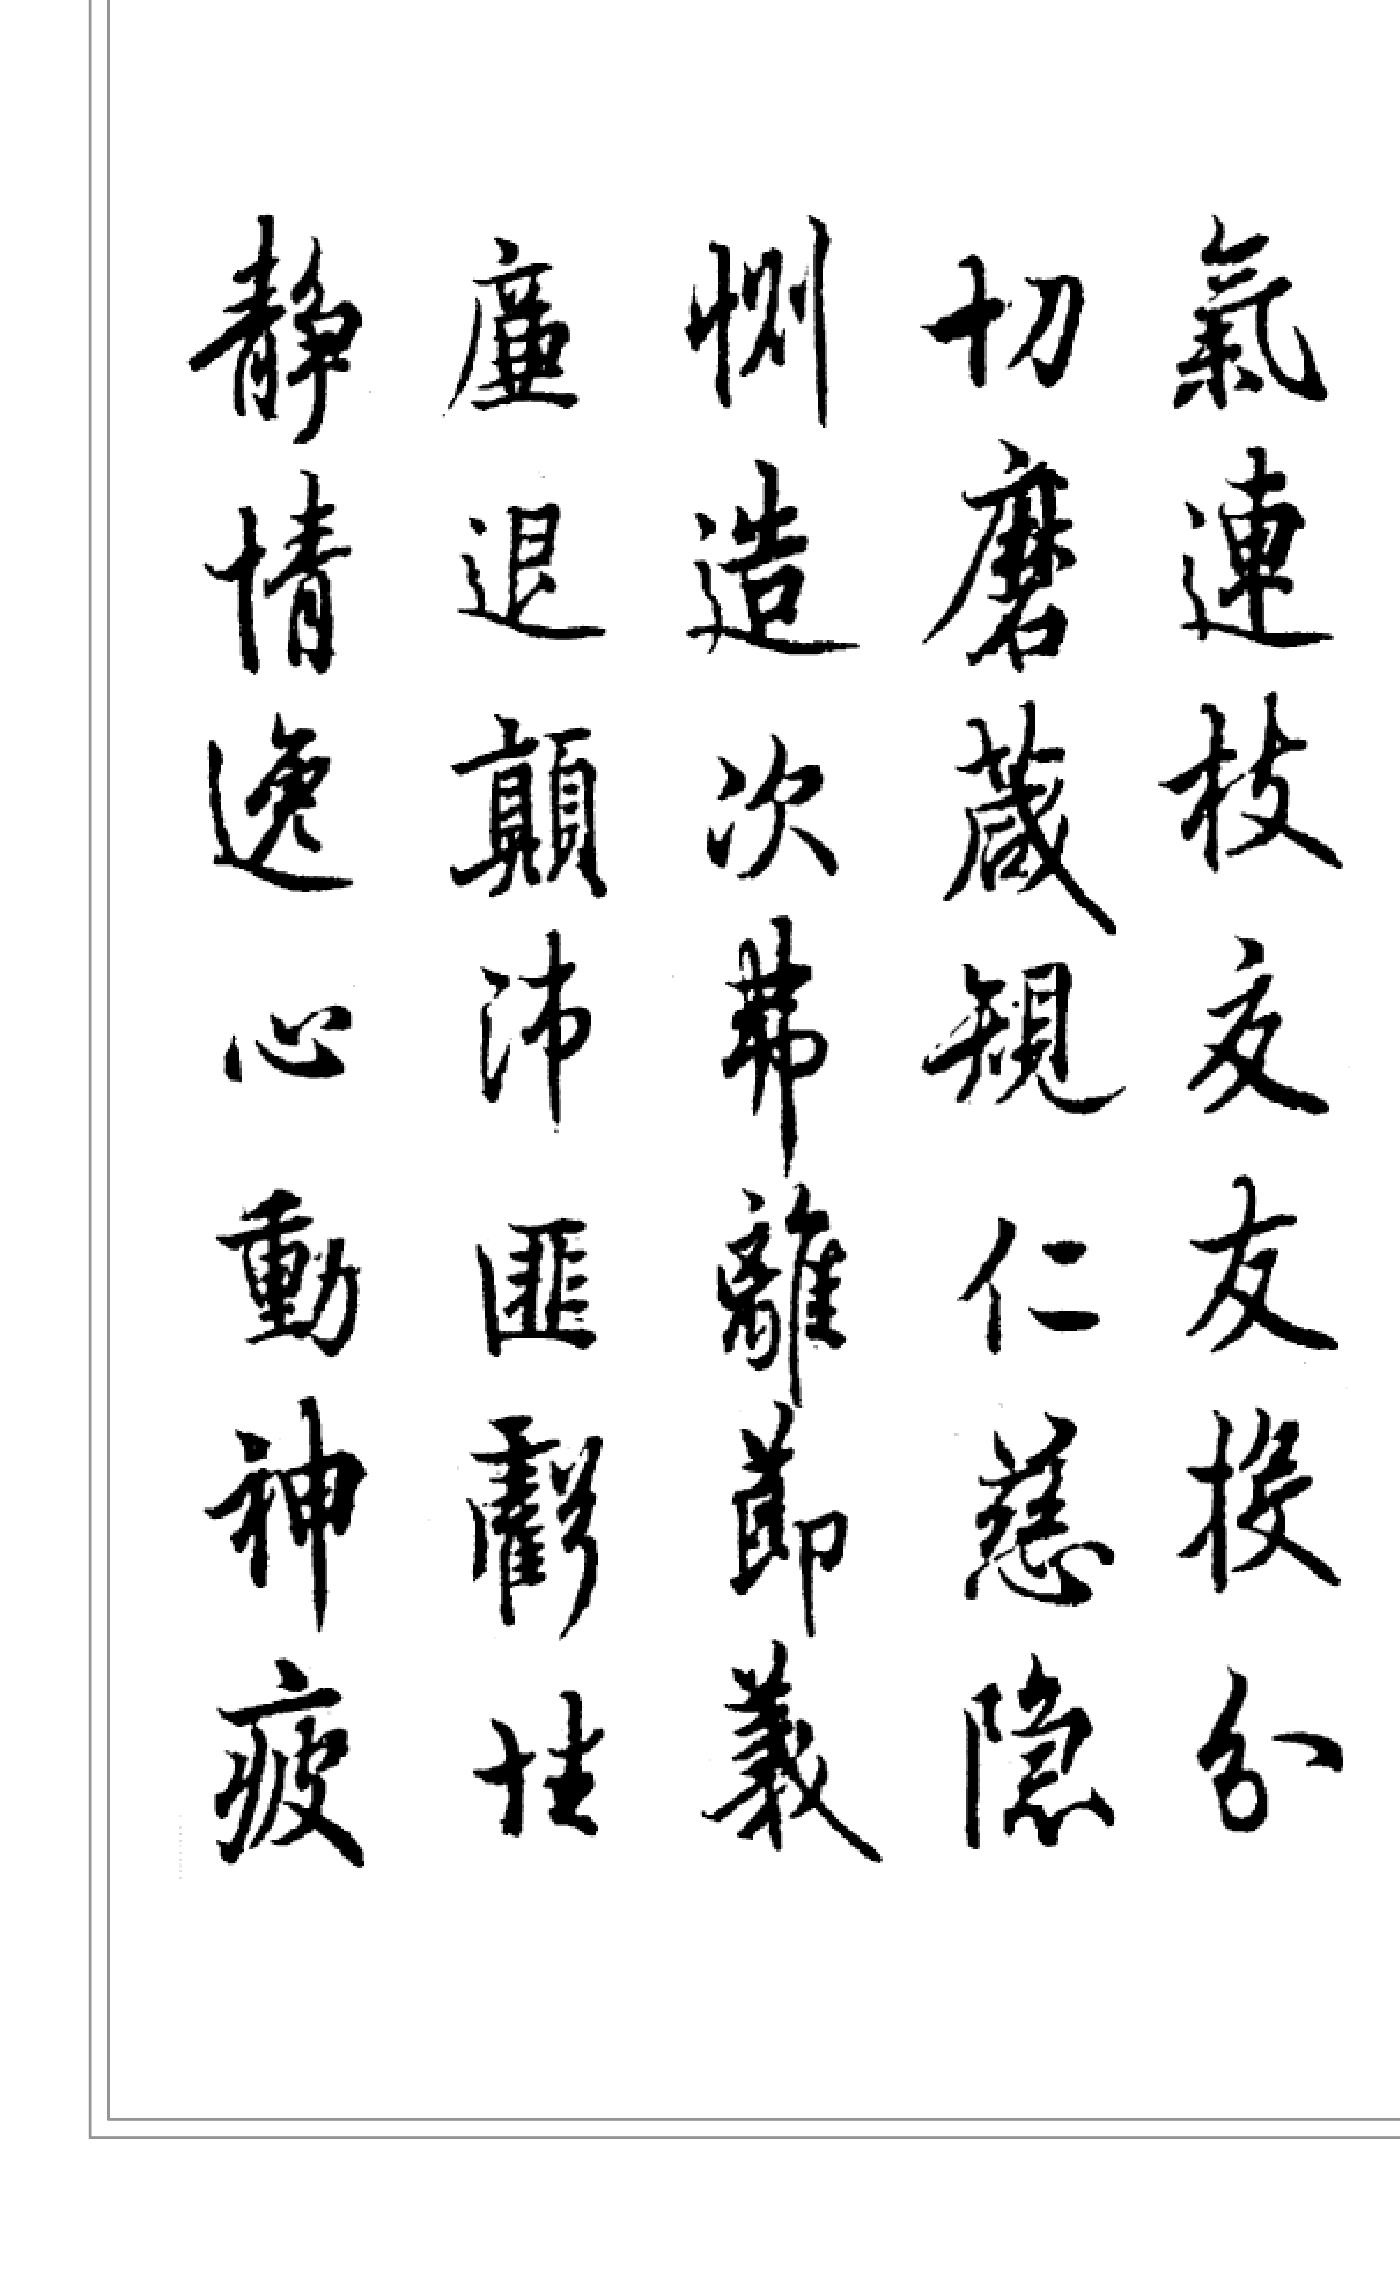 氣連枝交友投分
切磨箴規仁慈隱
惻造次弗離節義
廉退顛沛匪虧性
靜情逸心動神疲